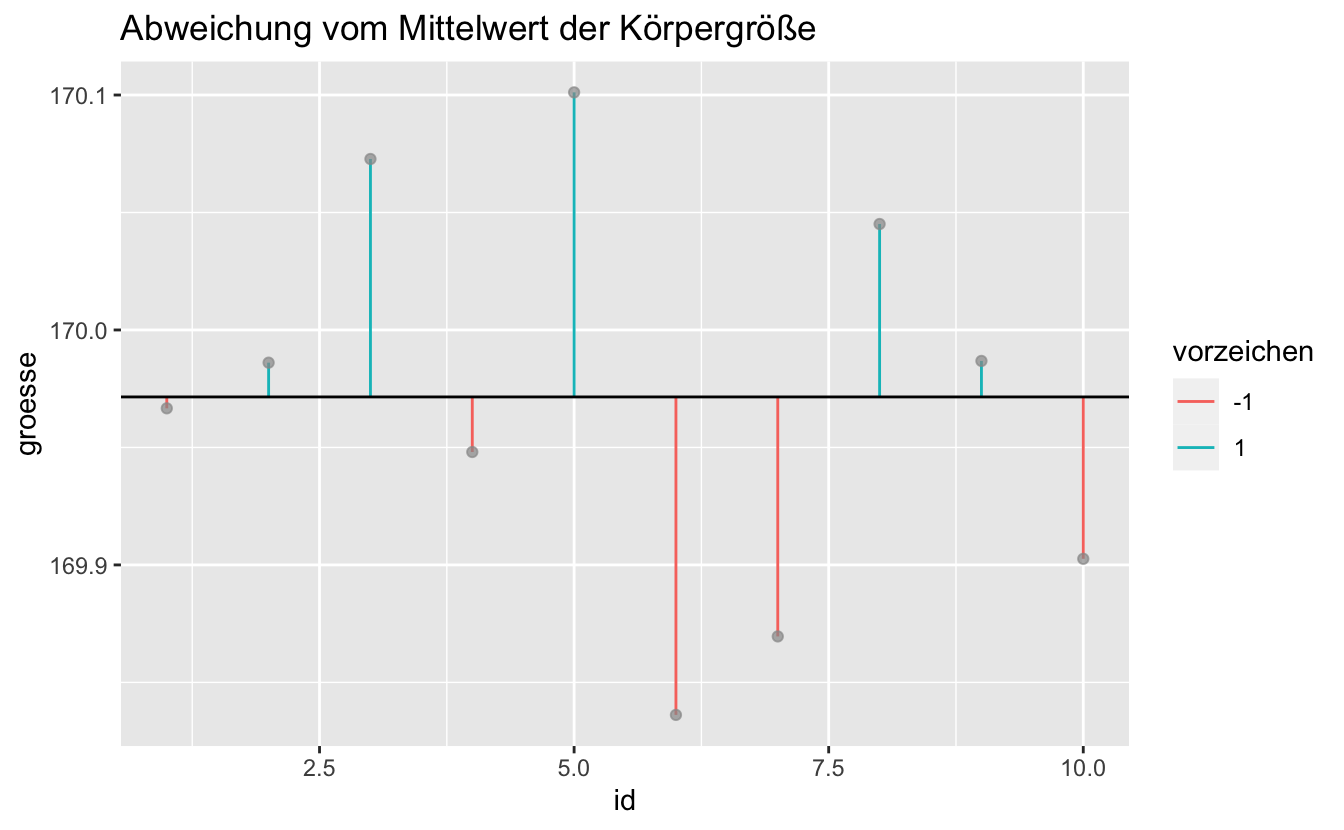 Abweichung vom Mittelwert der Körpergröße
170.1
170.0
169.9
groesse
2.5
5.0
7.5
10.0
id
vorzeichen
-1
1